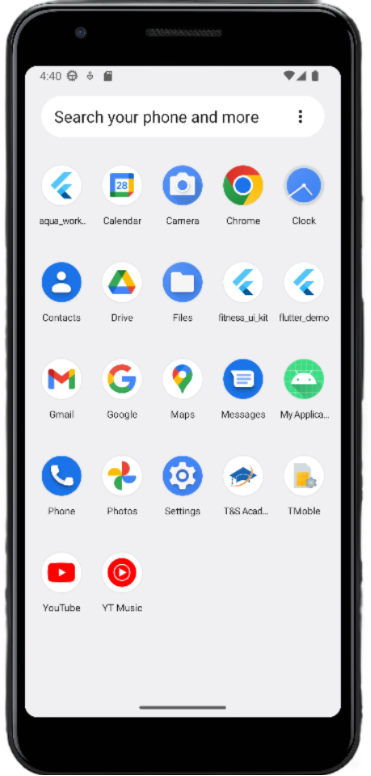 4:40
Search your phone and more
28
aqua_work.. Calendar Camera Chrome Clock
Contacts Drive Files fitness_ui_kit flutter_demo
Gmail Google Maps Messages My Applica...
Phone Photos Settings T&S Acad... TMoble
YouTube YT Music